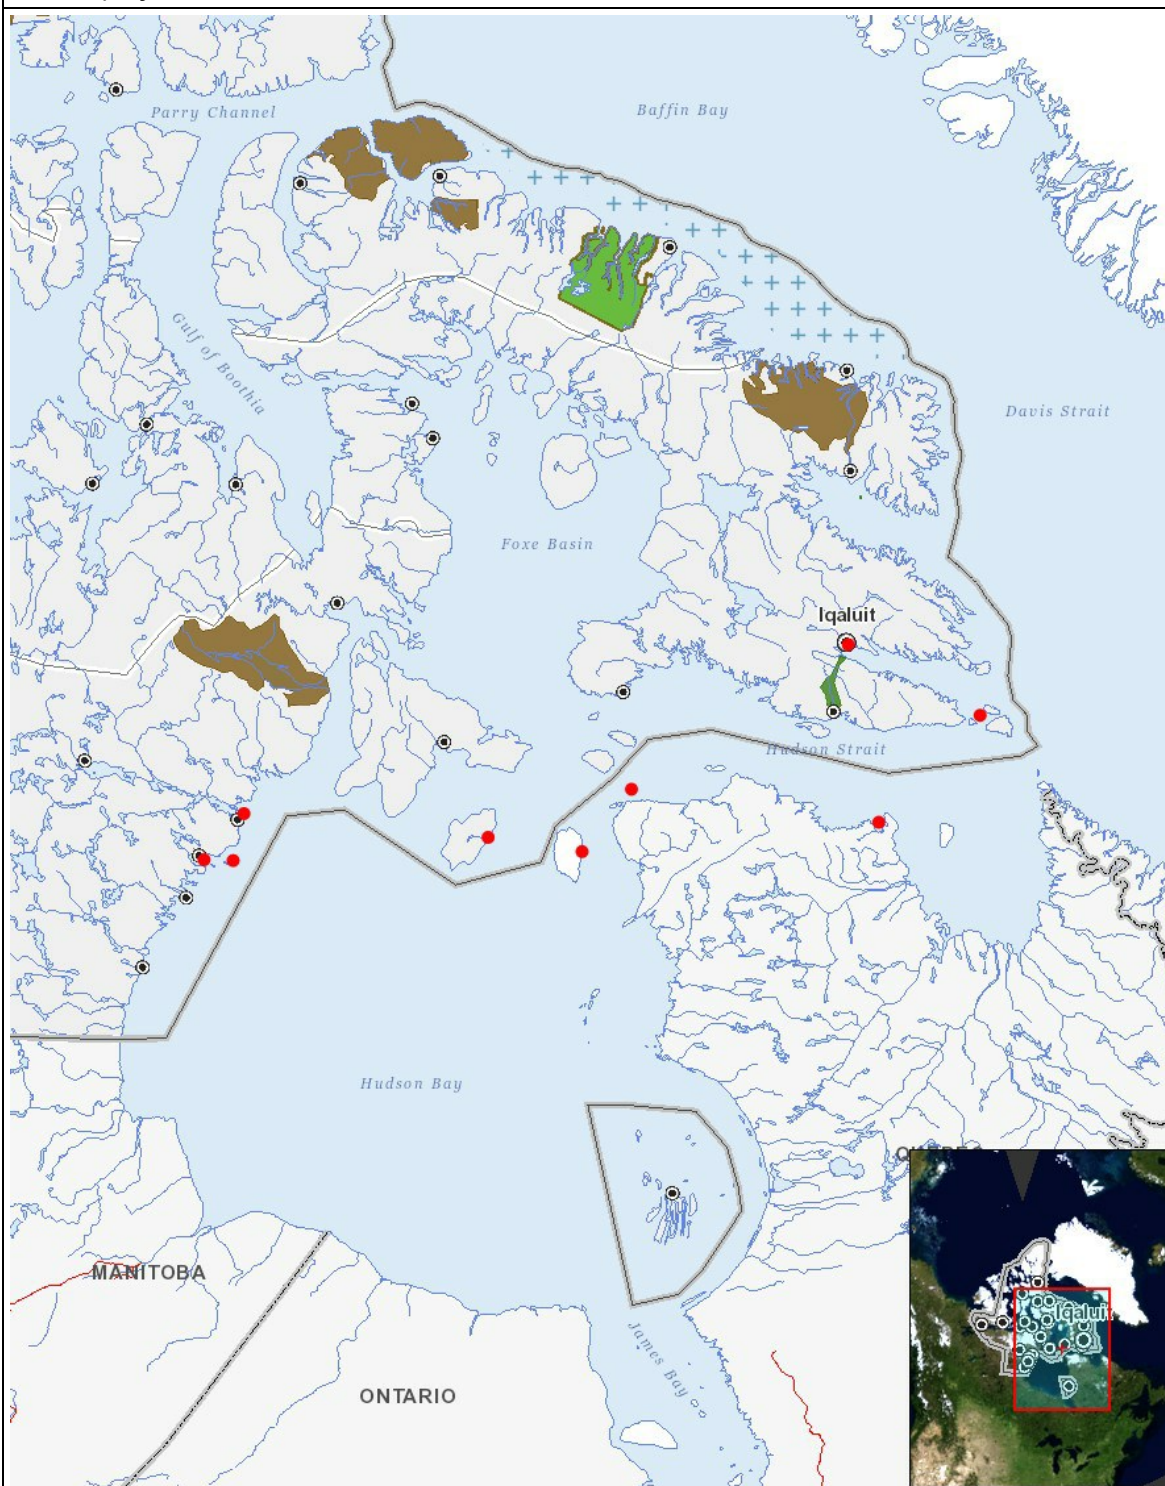 Parry Channel
Baffin Bay
Gulf of Boothia
Davis Strait
Foxe Basin
Iqaluit
Hudson Strait
Hudson Bay
MANITOBA
Iqaluit
James Bay
ONTARIO